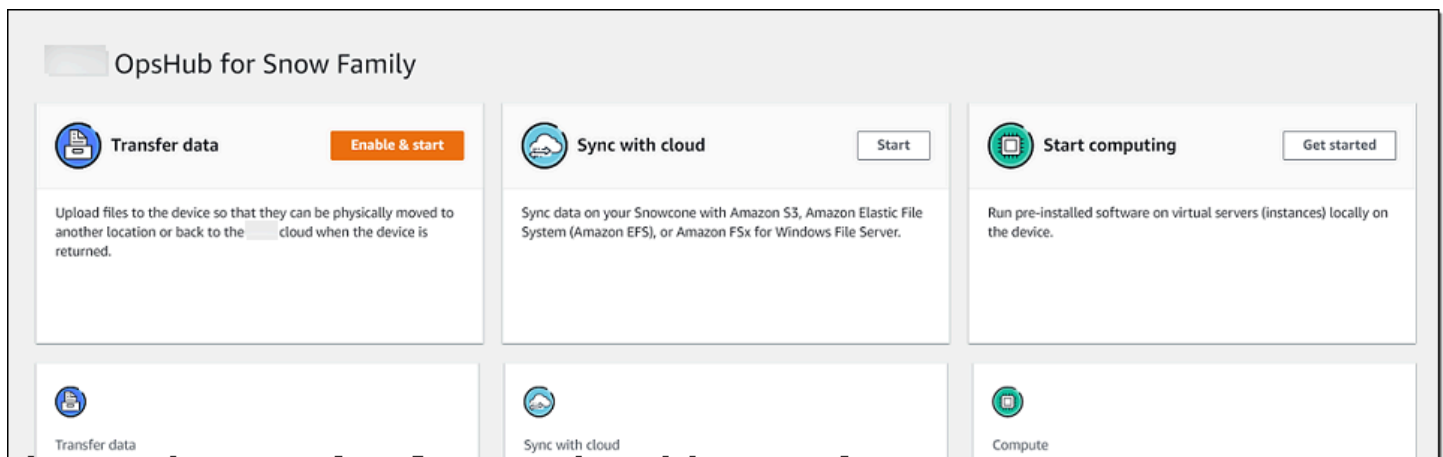 OpsHub for Snow Family
Transfer data
Enable & start
Upload files to the device so that they can be physically moved to
another location or back to the cloud when the device is
returned.
Sync with cloud
Start
Sync data on your Snowcone with Amazon S3, Amazon Elastic File
System (Amazon EFS), or Amazon FSx for Windows File Server.
Start computing
Get started
Run pre-installed software on virtual servers (instances) locally on
the device.
Transfer data
Sync with cloud
Compute